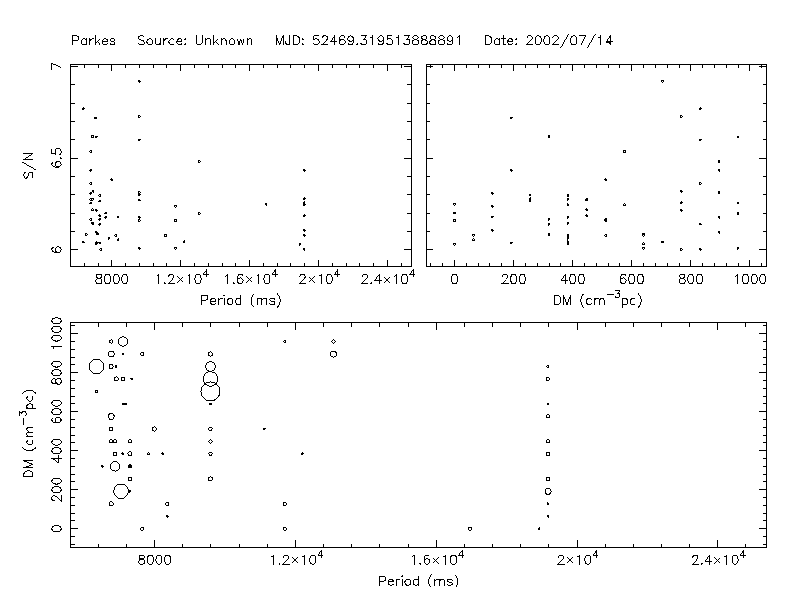 Parkes Source: Unknown MJD: 52469.319513888891 Date: 2002/07/14
7
6.5
6
S/N
8000 1.2×10⁴ 1.6×10⁴ 2×10⁴ 2.4×10⁴
Period (ms)
0 200 400 600 800 1000
DM (cm⁻³pc)
1000
800
600
400
200
0
DM (cm⁻³pc)
8000 1.2×10⁴ 1.6×10⁴ 2×10⁴ 2.4×10⁴
Period (ms)